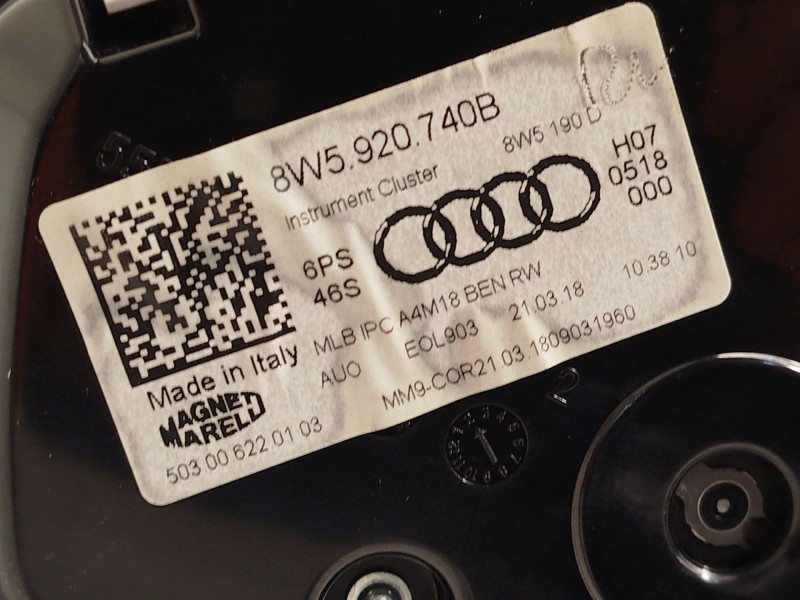 8W5.920.740B
Instrument Cluster
8W5 190 D
H07
0518
000
6PS
46S
MLB IPC A4M18 BEN RW
10.38 10
AUO EOL903 21.03.18
Made in Italy
MM9-COR21.03.1809031960
MAGNETI
MARELLI
503 00 622 01 03
2